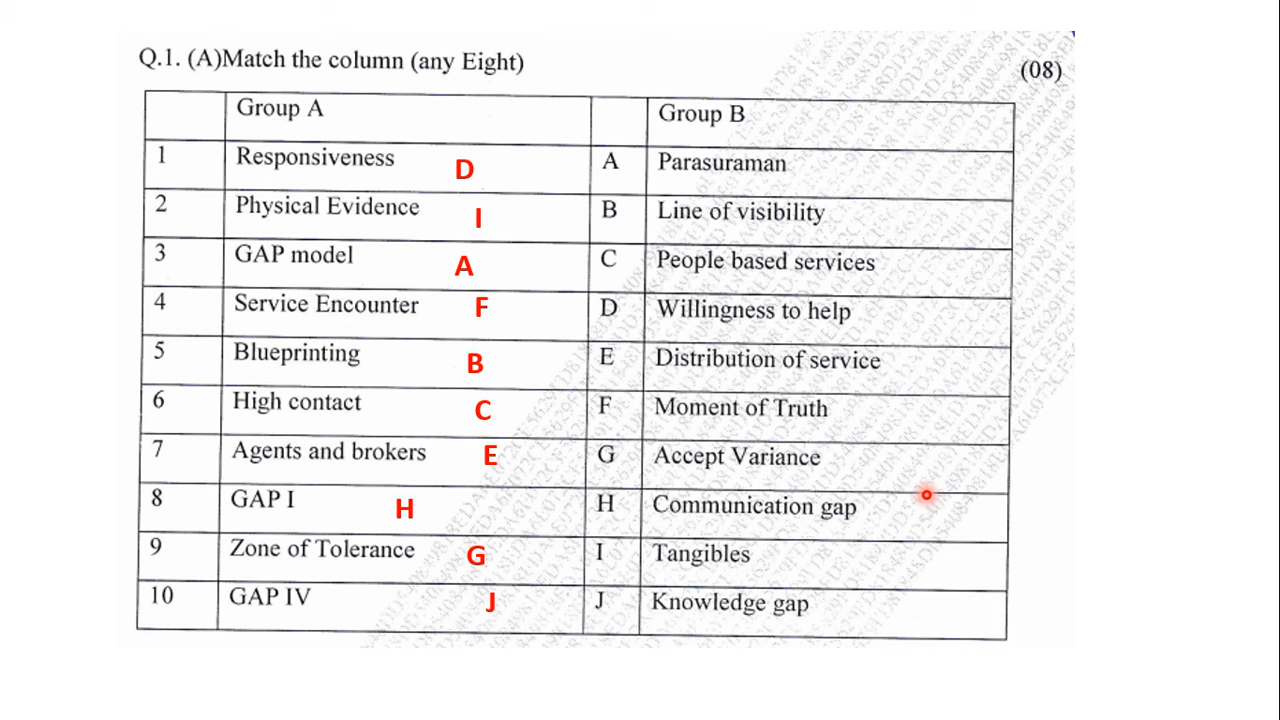 Q.1. (A)Match the column (any Eight)
(08)
Group A Group B
1 Responsiveness D A Parasuraman
2 Physical Evidence I B Line of visibility
3 GAP model A C People based services
4 Service Encounter F D Willingness to help
5 Blueprinting B E Distribution of service
6 High contact C F Moment of Truth
7 Agents and brokers E G Accept Variance
8 GAP I H H Communication gap
9 Zone of Tolerance G I Tangibles
10 GAP IV J J Knowledge gap